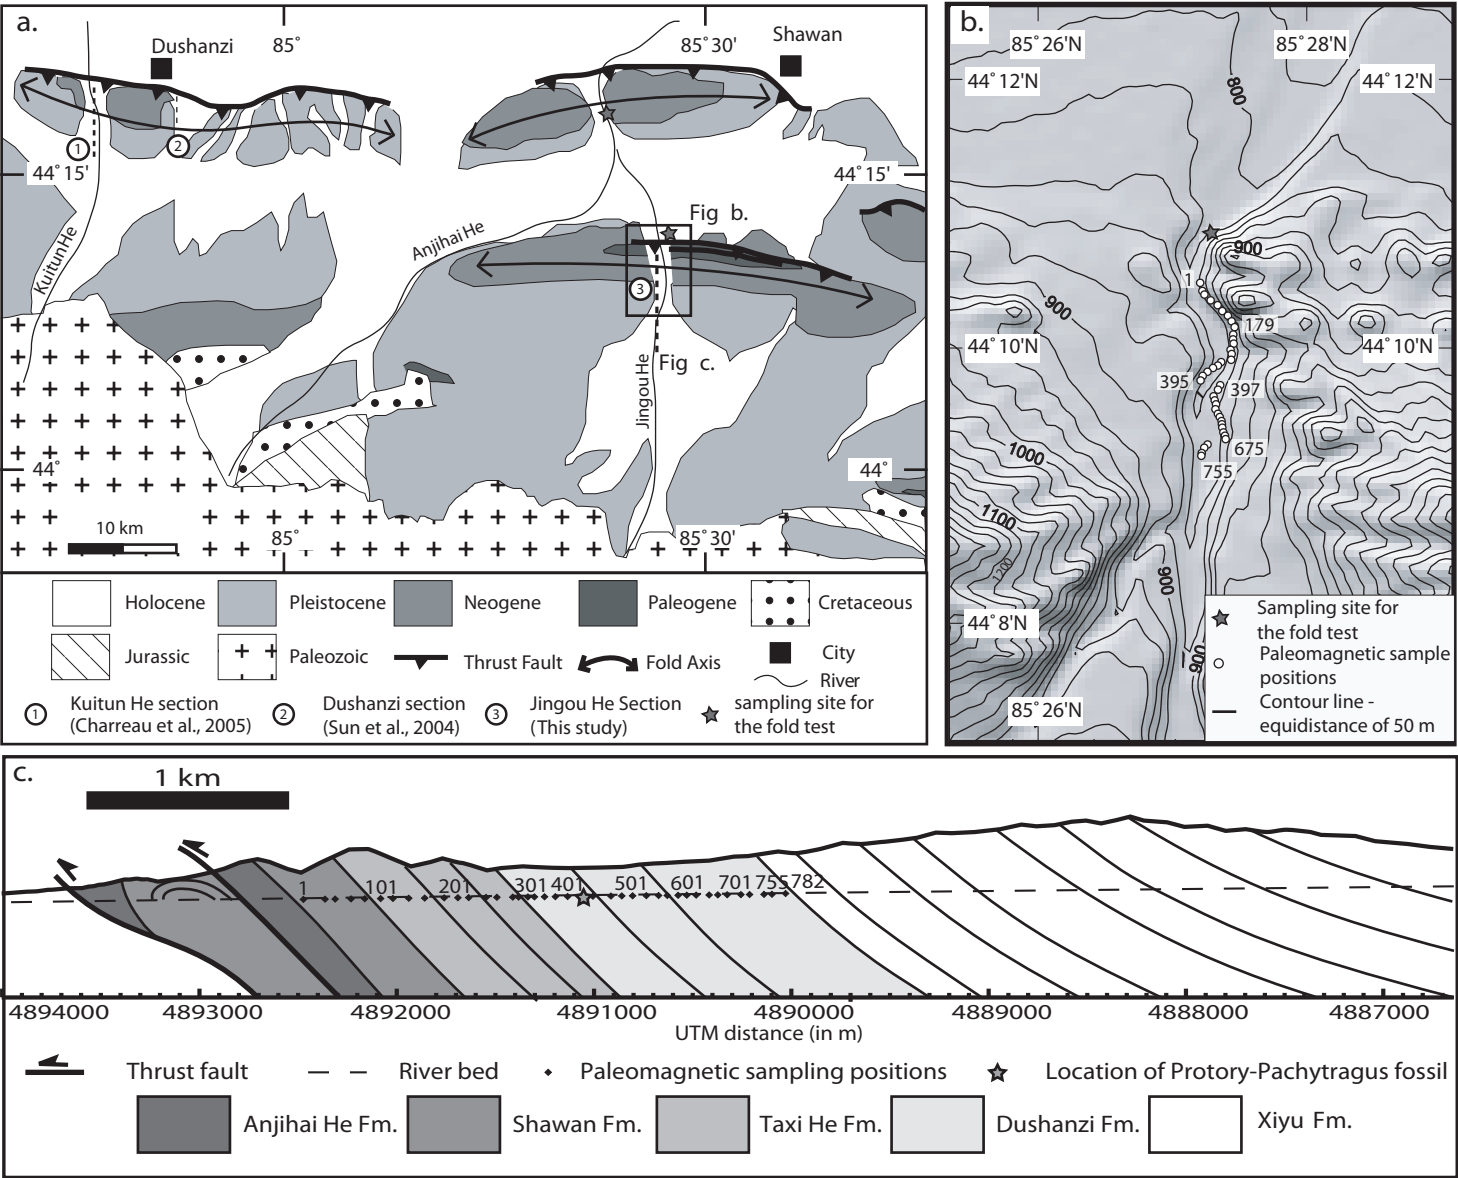 a.
Dushanzi
85°
85° 30'
Shawan
1
2
44° 15'
44° 15'
Kuitun He
Anjihai He
Fig b.
3
Fig c.
Jingou He
44°
44°
10 km
85°
85° 30'
Holocene
Pleistocene
Neogene
Paleogene
Cretaceous
Jurassic
Paleozoic
Thrust Fault
Fold Axis
City
River
1
Kuitun He section
(Charreau et al., 2005)
2
Dushanzi section
(Sun et al., 2004)
3
Jingou He Section
(This study)
sampling site for
the fold test
b.
85° 26'N
85° 28'N
44° 12'N
44° 12'N
800
900
1
900
179
44° 10'N
44° 10'N
395
397
1000
675
755
1100
1200
900
44° 8'N
900
85° 26'N
Sampling site for
the fold test
Paleomagnetic sample
positions
Contour line -
equidistance of 50 m
c.
1 km
1
101
201
301
401
501
601
701
755
782
4894000
4893000
4892000
4891000
4890000
4889000
4888000
4887000
UTM distance (in m)
Thrust fault
River bed
Paleomagnetic sampling positions
Location of Protory-Pachytragus fossil
Anjihai He Fm.
Shawan Fm.
Taxi He Fm.
Dushanzi Fm.
Xiyu Fm.